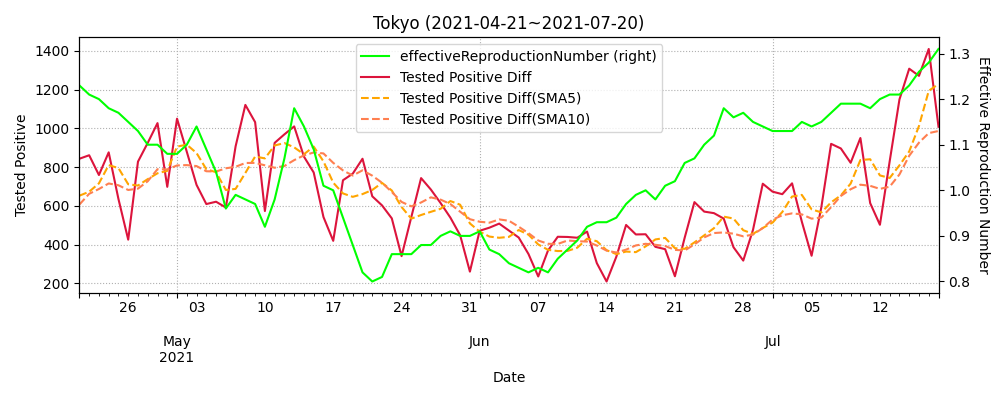 Tokyo (2021-04-21~2021-07-20)
effectiveReproductionNumber (right)
Tested Positive Diff
Tested Positive Diff(SMA5)
Tested Positive Diff(SMA10)
Tested Positive
1400
1200
1000
800
600
400
200
Effective Reproduction Number
1.3
1.2
1.1
1.0
0.9
0.8
26 03 10 17 24 31 07 14 21 28 05 12
May Jun Jul
2021
Date